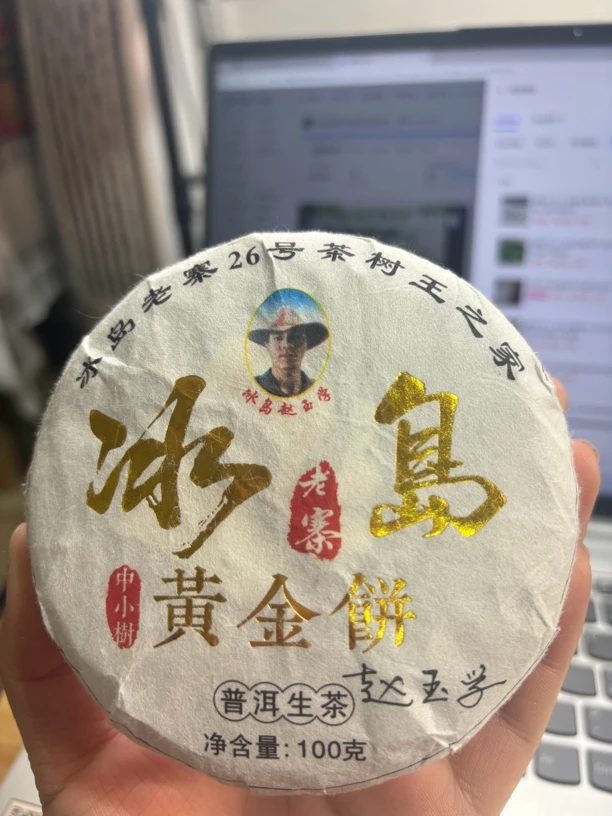 冰岛老寨26号茶树王之家
冰岛赵玉学
冰島
老寨
中小樹
黃金餅
普洱生茶
赵玉学
净含量:100克